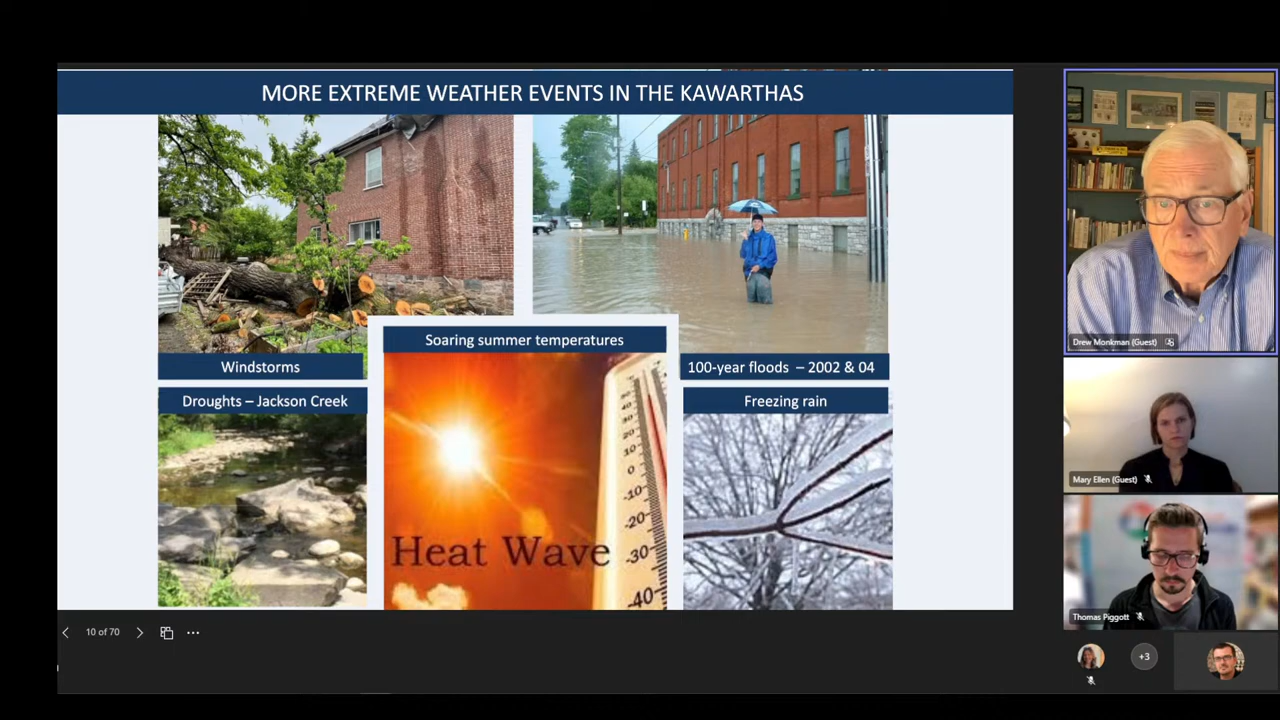 MORE EXTREME WEATHER EVENTS IN THE KAWARTHAS
Windstorms
Soaring summer temperatures
100-year floods – 2002 & 04
Droughts – Jackson Creek
Freezing rain
Heat Wave
30
20
10
0
-10
-20
-30
-40
10 of 70
Drew Monkman (Guest)
Mary Ellen (Guest)
Thomas Piggott
+3